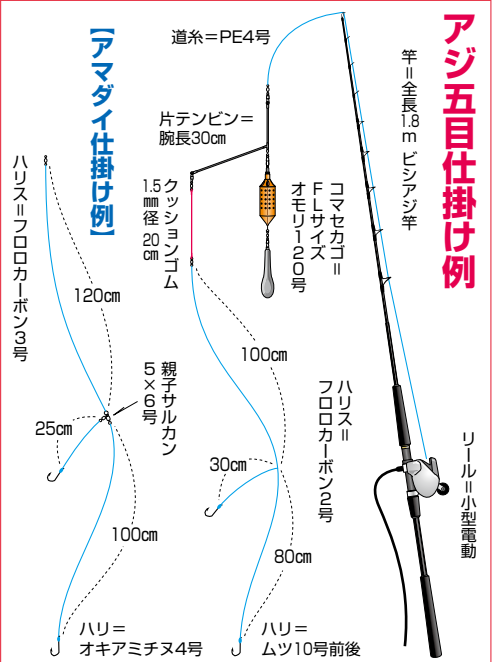 アジ五目仕掛け例
竿=全長1.8m ビシアジ竿
リール=小型電動
道糸=PE4号
片テンビン=
腕長30㎝
コマセカゴ=
FLサイズ
オモリ120号
クッションゴム
1.5㎜径 20㎝
100㎝
ハリス=
フロロカーボン2号
30㎝
80㎝
ハリ=
ムツ10号前後
【アマダイ仕掛け例】
ハリス=フロロカーボン3号
120㎝
親子サルカン
5×6号
25㎝
100㎝
ハリ=
オキアミチヌ4号